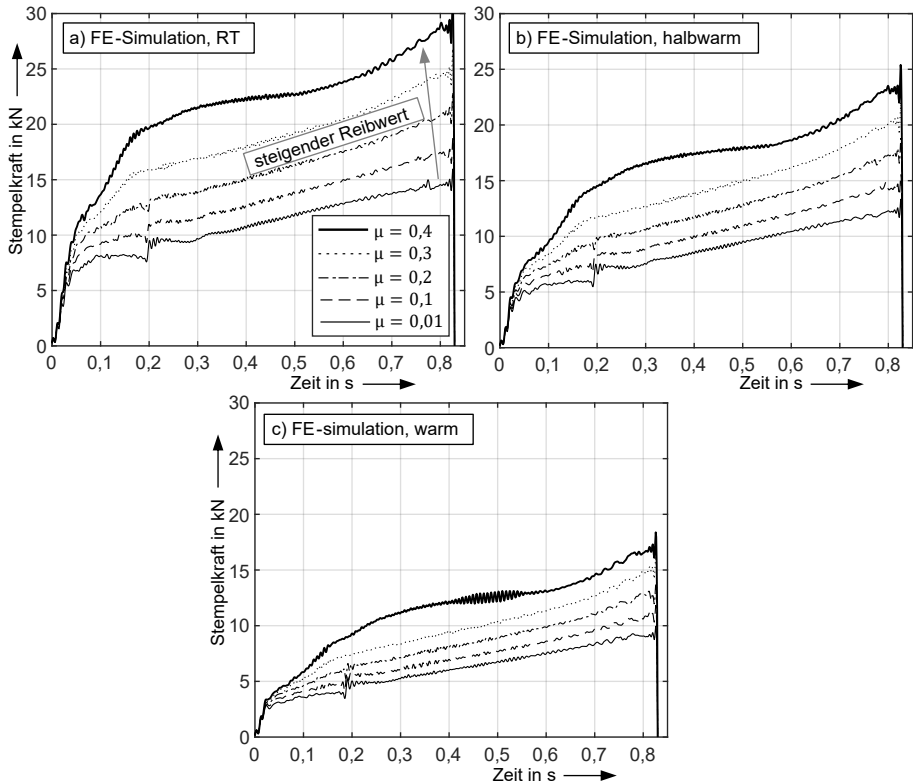 a) FE-Simulation, RT
Stempelkraft in kN
30
25
20
15
10
5
0
steigender Reibwert
μ = 0,4
μ = 0,3
μ = 0,2
μ = 0,1
μ = 0,01
0 0,1 0,2 0,3 0,4 0,5 0,6 0,7 0,8
Zeit in s
b) FE-Simulation, halbwarm
Stempelkraft in kN
30
25
20
15
10
5
0
0 0,1 0,2 0,3 0,4 0,5 0,6 0,7 0,8
Zeit in s
c) FE-simulation, warm
Stempelkraft in kN
30
25
20
15
10
5
0
0 0,1 0,2 0,3 0,4 0,5 0,6 0,7 0,8
Zeit in s